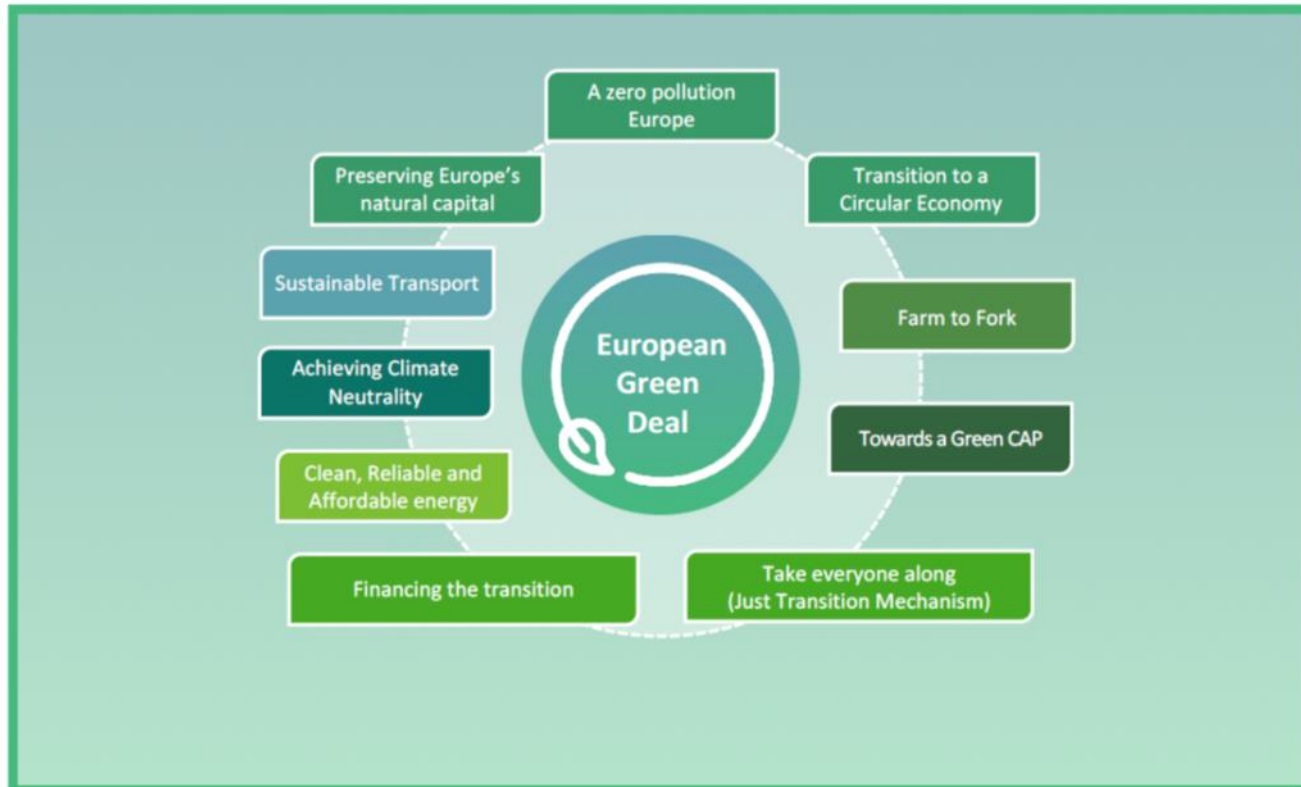 A zero pollution
Europe
Preserving Europe's
natural capital
Transition to a
Circular Economy
Sustainable Transport
Farm to Fork
European
Green
Deal
Achieving Climate
Neutrality
Towards a Green CAP
Clean, Reliable and
Affordable energy
Financing the transition
Take everyone along
(Just Transition Mechanism)